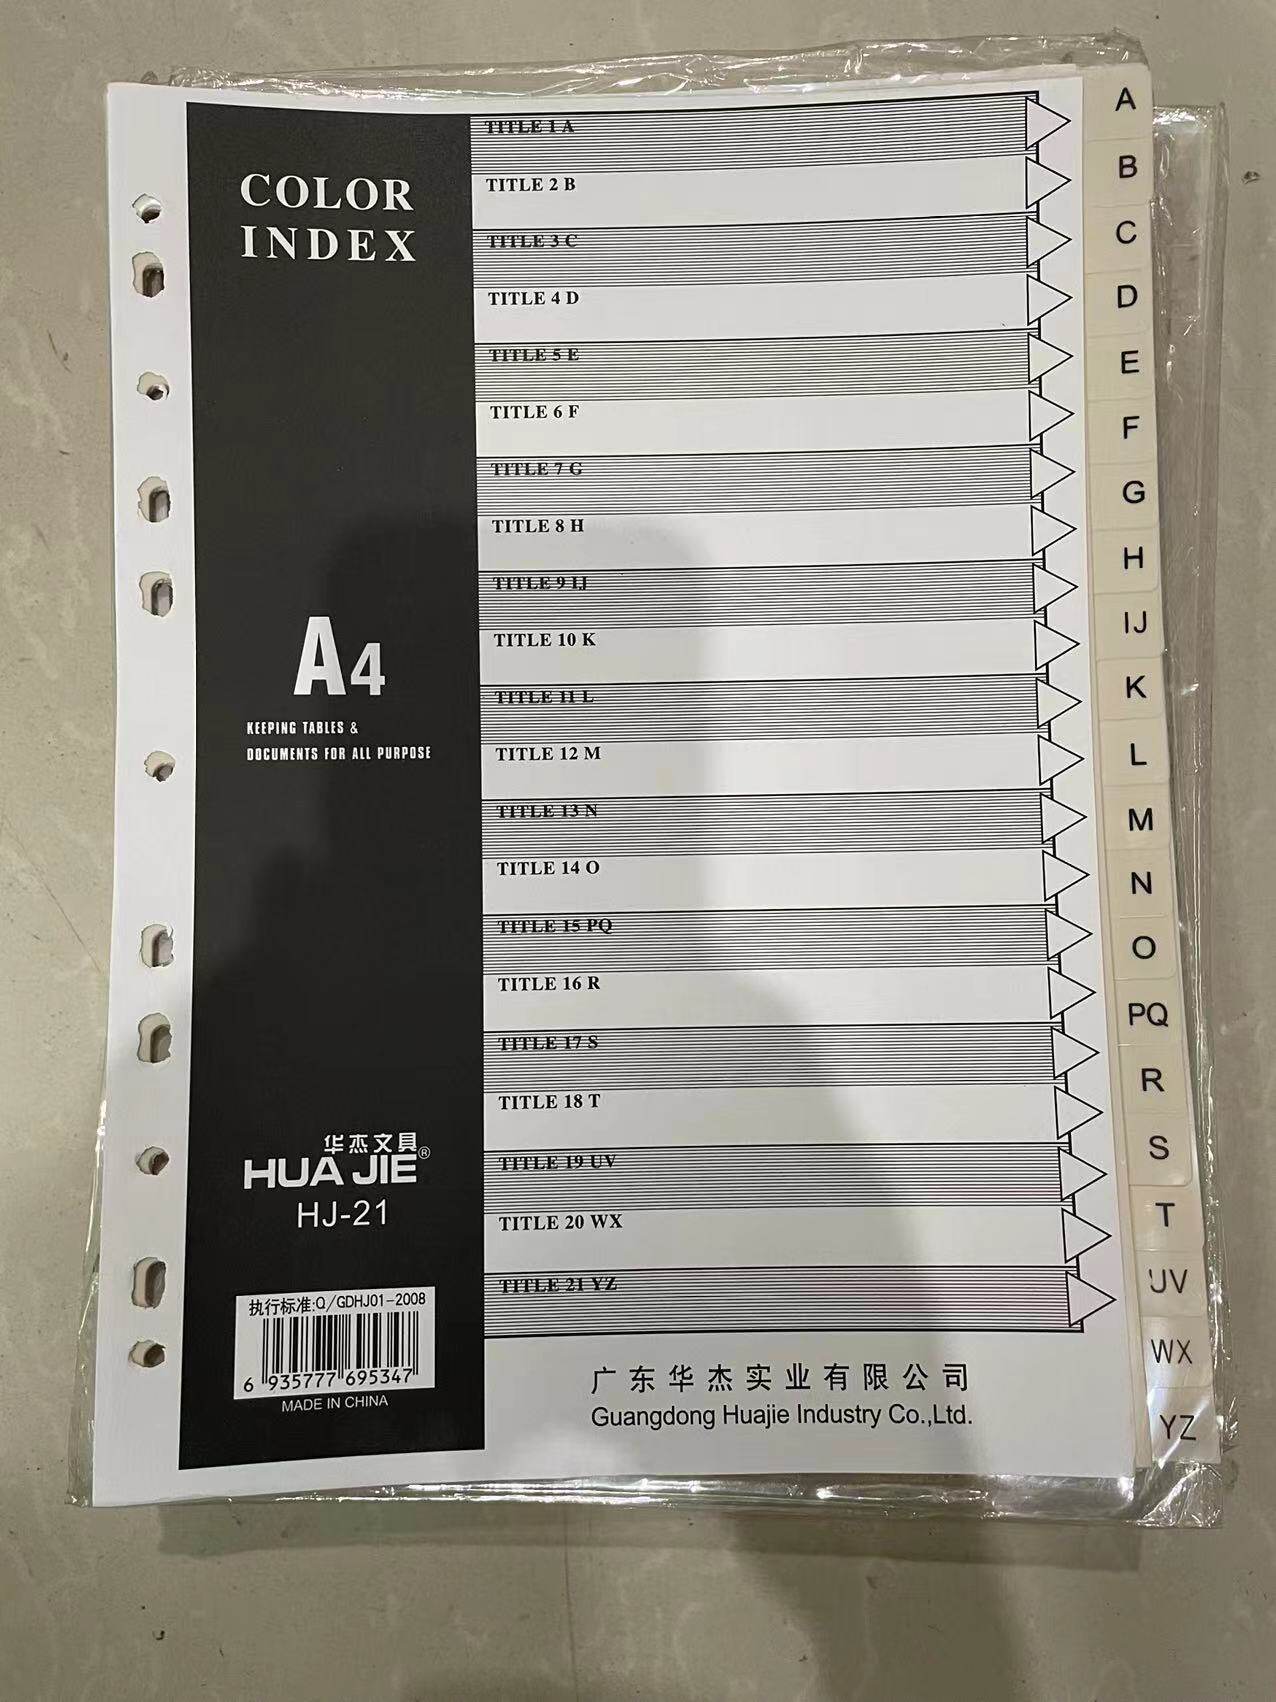 COLOR
INDEX
A4
KEEPING TABLES &
DOCUMENTS FOR ALL PURPOSE
华杰文具
HUA JIE®
HJ-21
执行标准:Q/GDHJ01-2008
6 935777 695347
MADE IN CHINA
TITLE 1 A
TITLE 2 B
TITLE 3 C
TITLE 4 D
TITLE 5 E
TITLE 6 F
TITLE 7 G
TITLE 8 H
TITLE 9 IJ
TITLE 10 K
TITLE 11 L
TITLE 12 M
TITLE 13 N
TITLE 14 O
TITLE 15 PQ
TITLE 16 R
TITLE 17 S
TITLE 18 T
TITLE 19 UV
TITLE 20 WX
TITLE 21 YZ
广东华杰实业有限公司
Guangdong Huajie Industry Co.,Ltd.
A
B
C
D
E
F
G
H
IJ
K
L
M
N
O
PQ
R
S
T
UV
WX
YZ